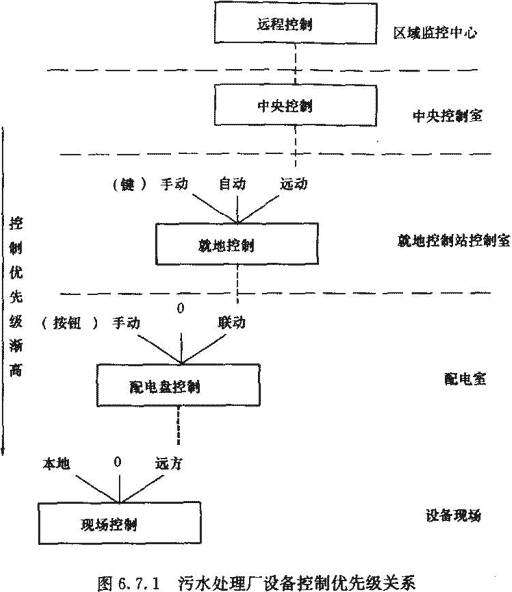 远程控制
区域监控中心
中央控制
中央控制室
(键) 手动 自动 远动
就地控制
就地控制站控制室
控制优先级渐高
0
(按钮) 手动 联动
配电盘控制
配电室
本地 0 远方
现场控制
设备现场
图 6.7.1 污水处理厂设备控制优先级关系